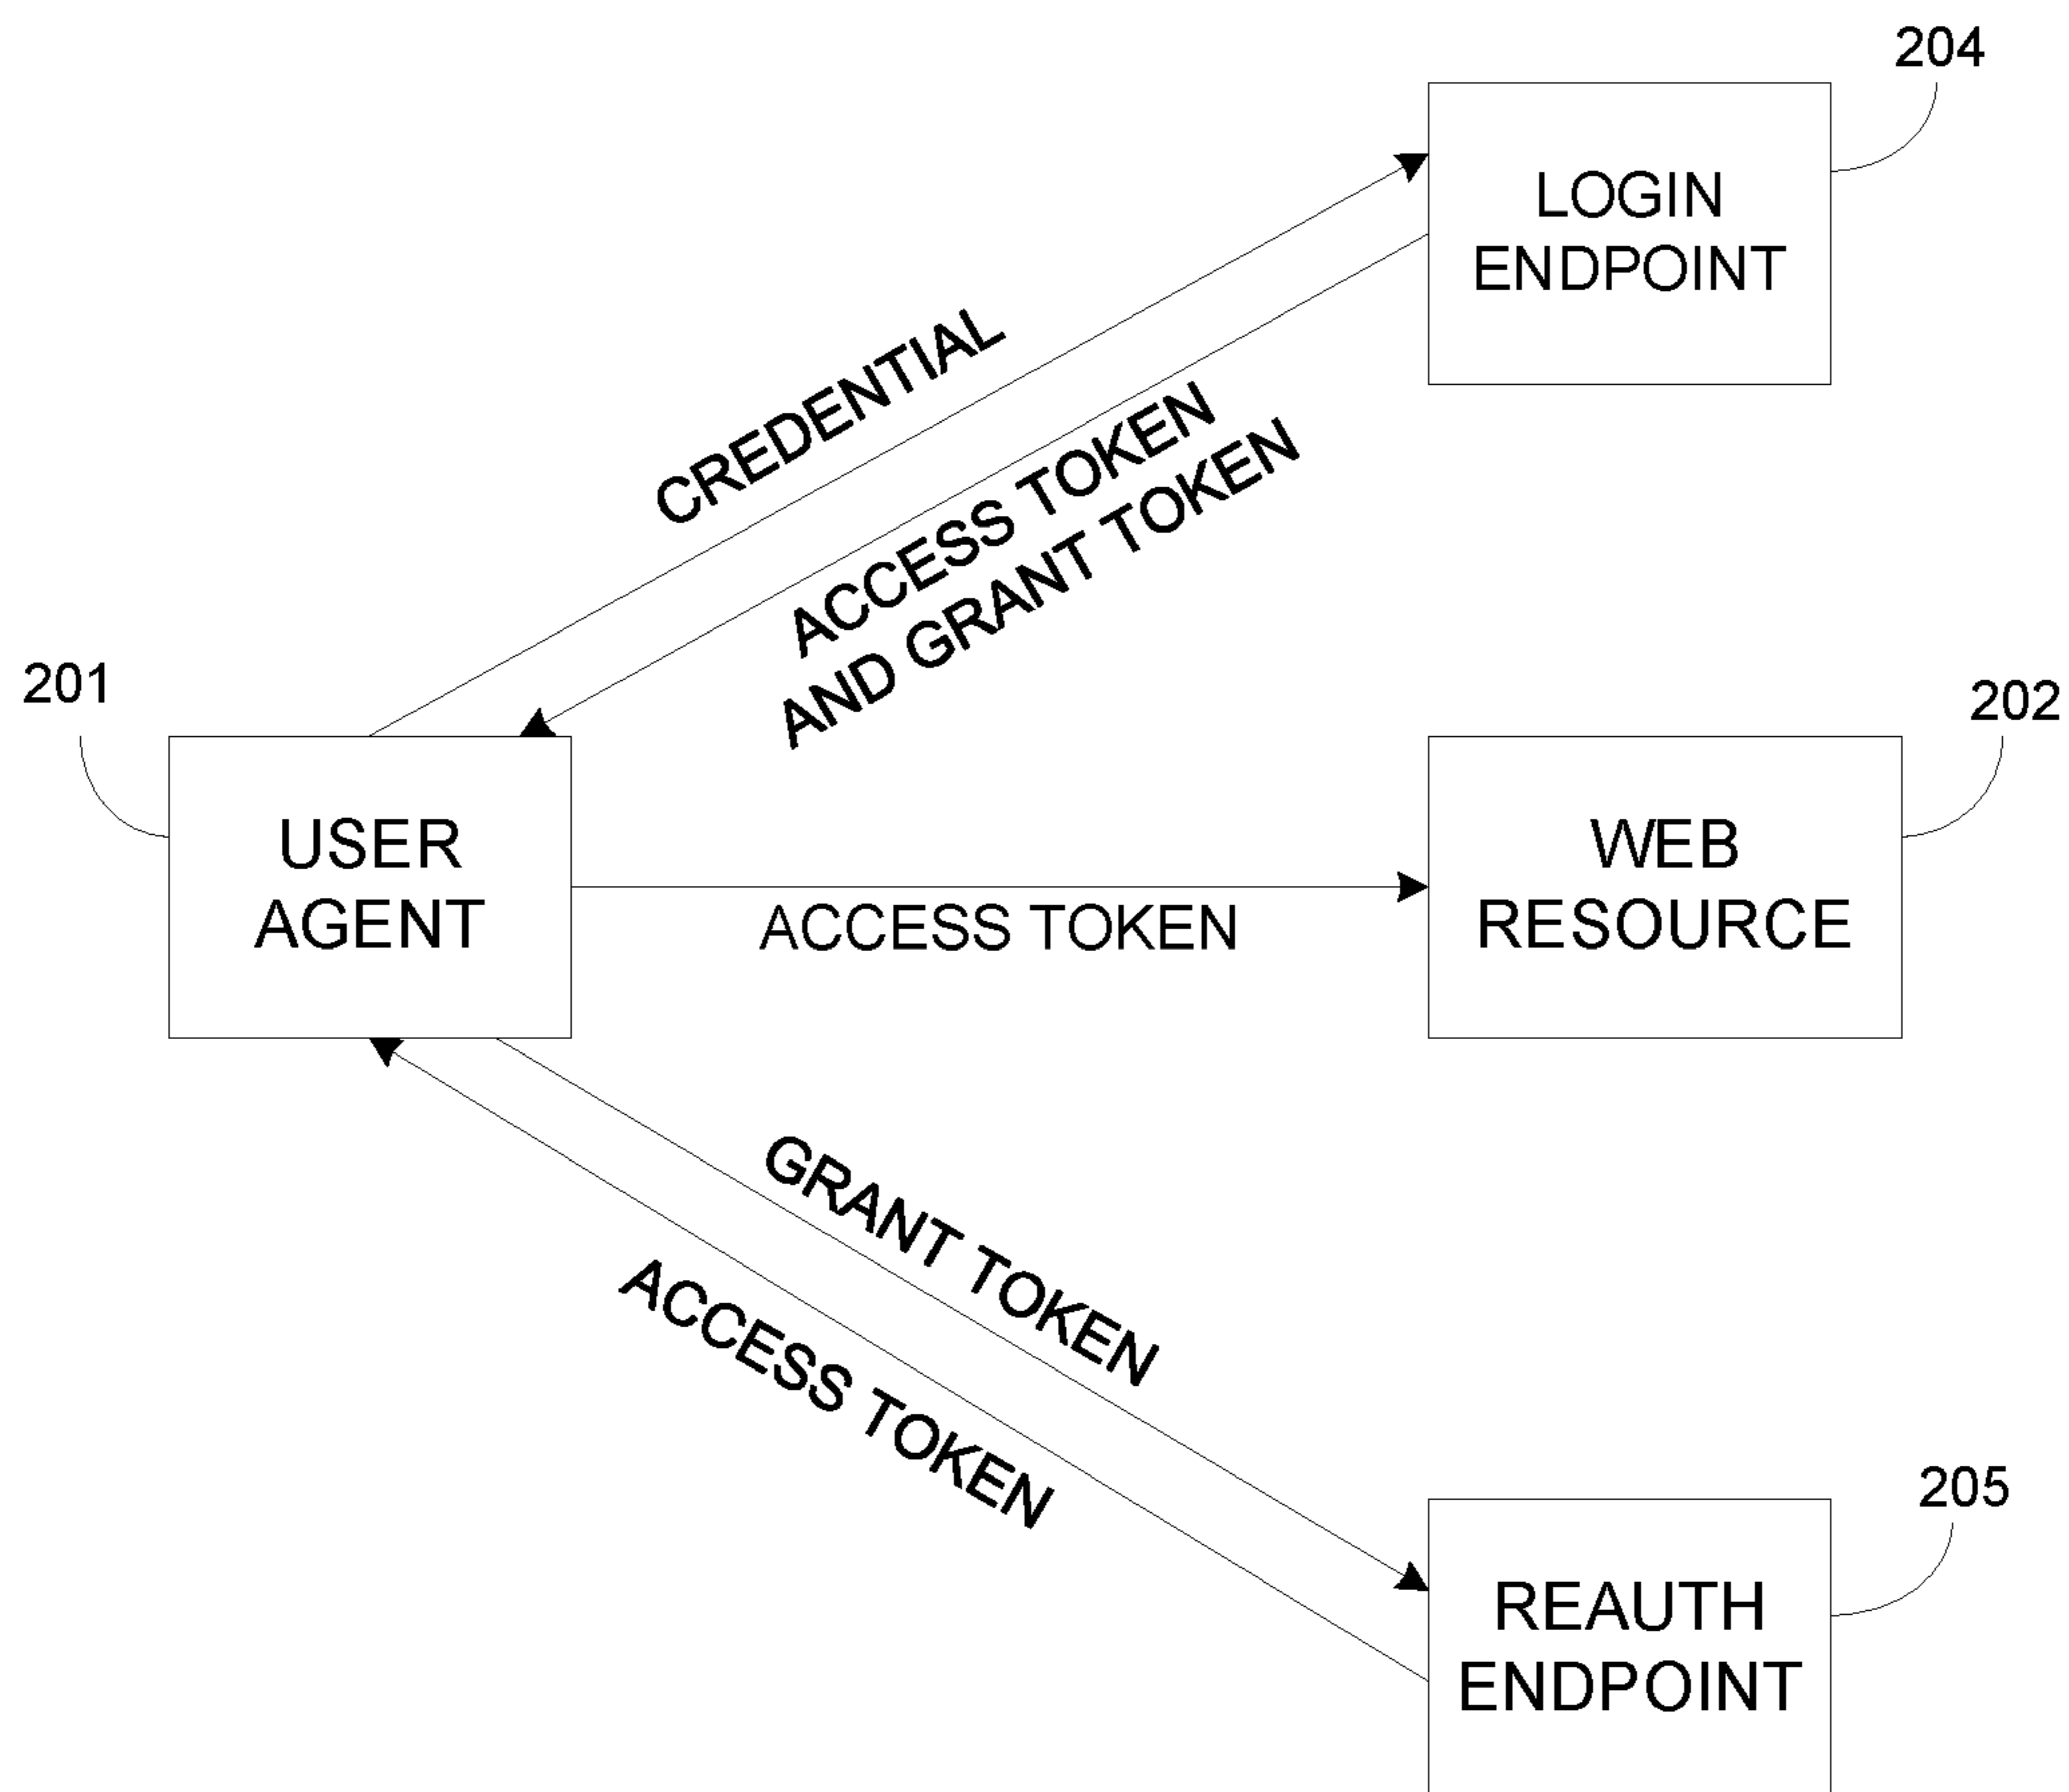 204
LOGIN
ENDPOINT
CREDENTIAL
ACCESS TOKEN
AND GRANT TOKEN
201
202
USER
AGENT
ACCESS TOKEN
WEB
RESOURCE
GRANT TOKEN
ACCESS TOKEN
205
REAUTH
ENDPOINT